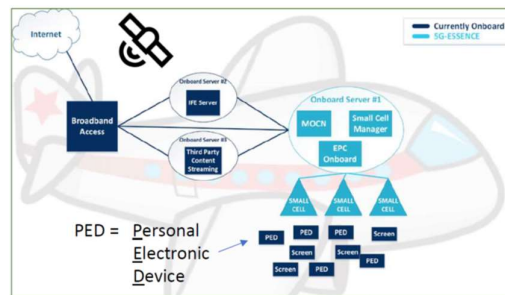 Internet
Currently Onboard
5G-ESSENCE
Onboard Server #2
IFE Server
Onboard Server #1
Broadband
Access
MOCN
Small Cell
Manager
Onboard Server #3
Third Party
Content
Streaming
EPC
Onboard
SMALL
CELL
SMALL
CELL
SMALL
CELL
PED = Personal
Electronic
Device
PED
PED
PED
Screen
Screen
Screen
PED
Screen
PED